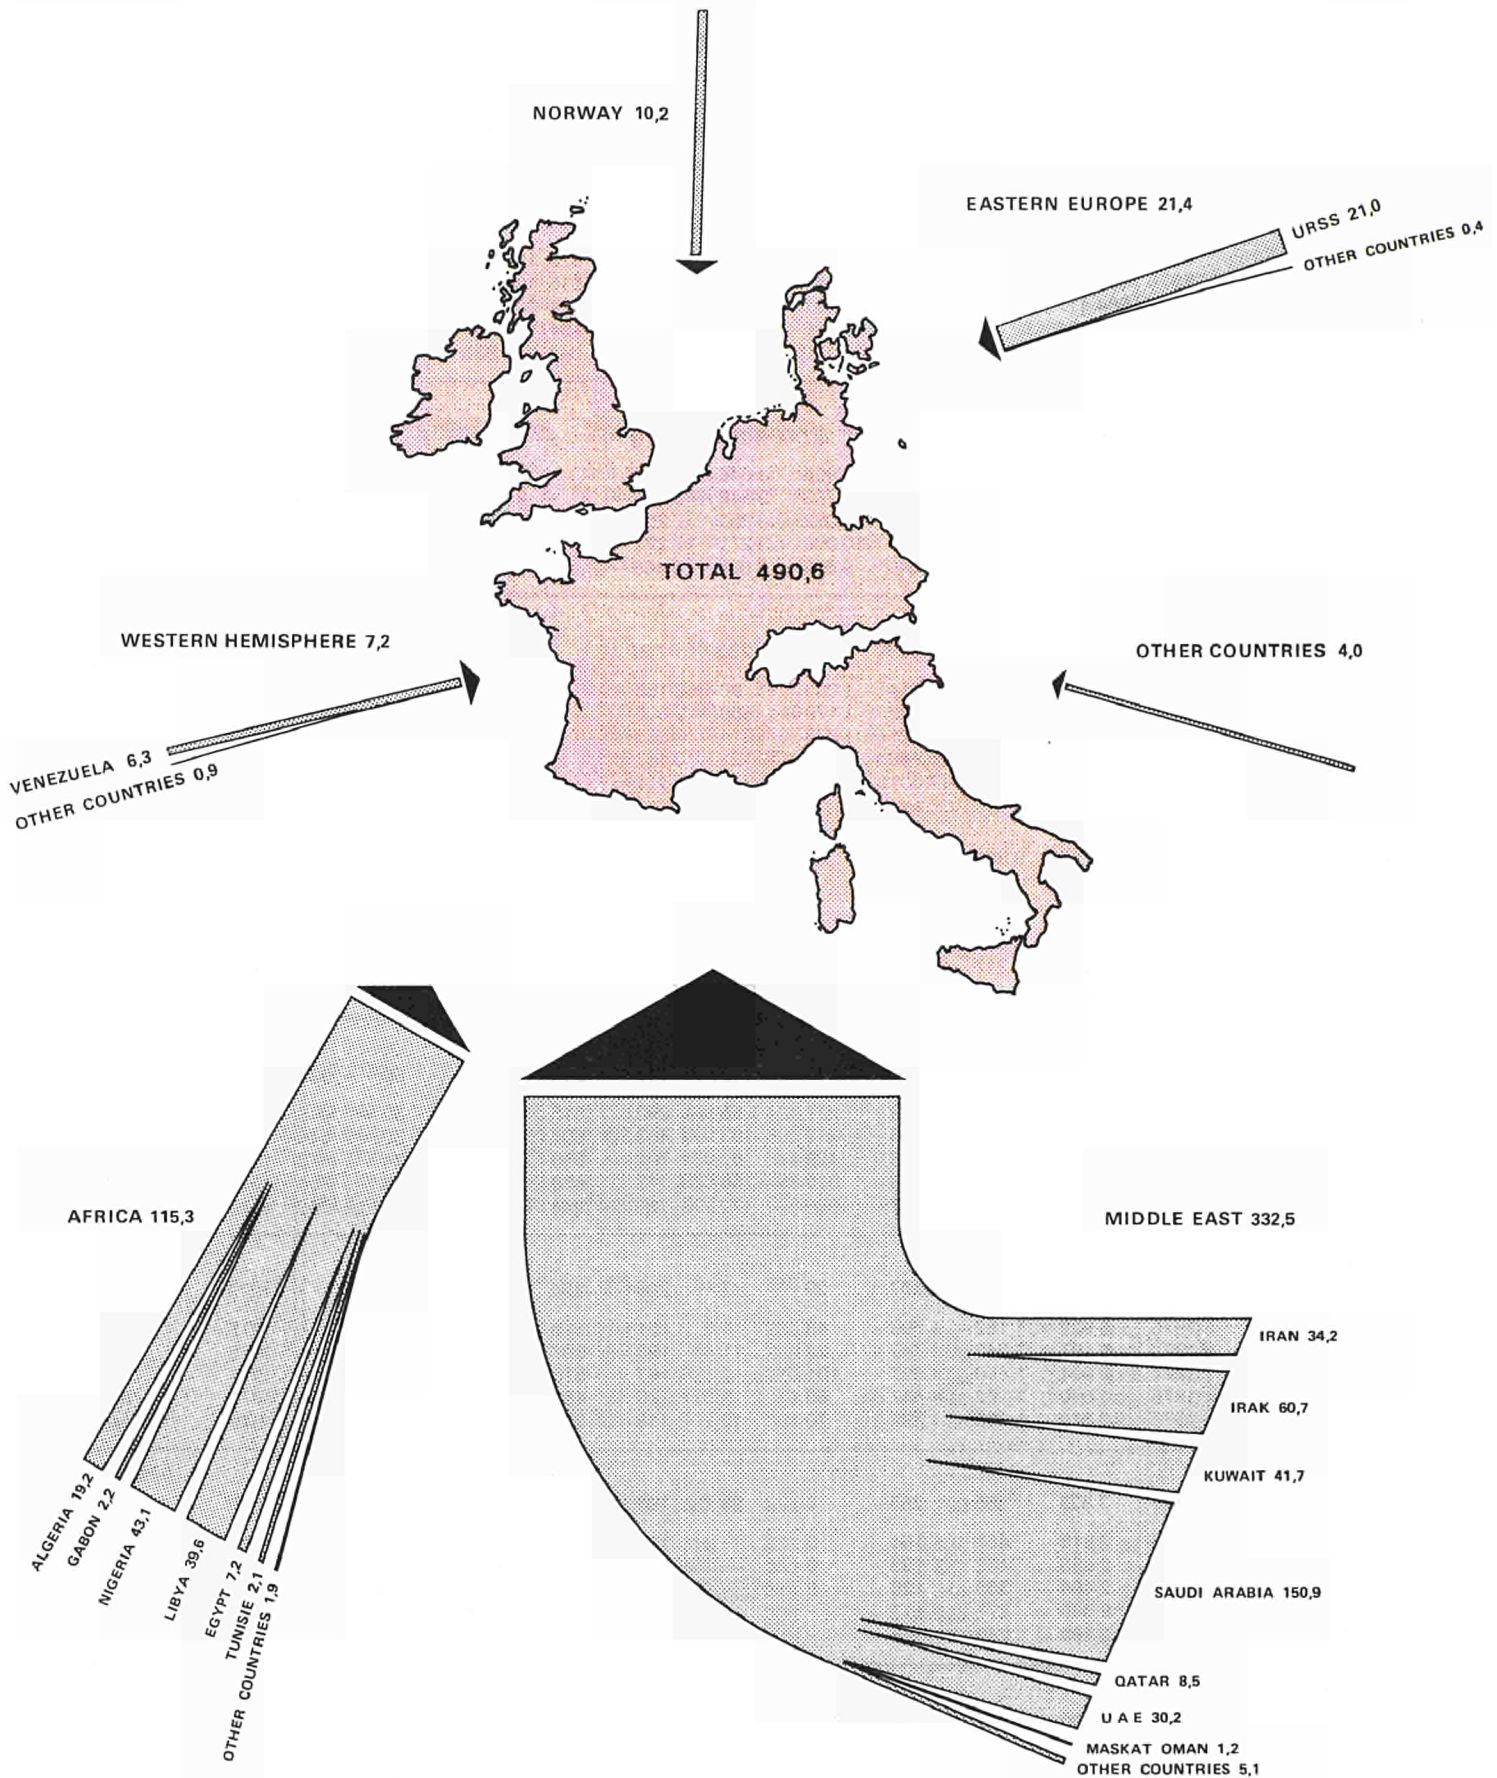 NORWAY 10,2
EASTERN EUROPE 21,4
URSS 21,0
OTHER COUNTRIES 0,4
TOTAL 490,6
WESTERN HEMISPHERE 7,2
VENEZUELA 6,3
OTHER COUNTRIES 0,9
OTHER COUNTRIES 4,0
AFRICA 115,3
ALGERIA 19,2
GABON 2,2
NIGERIA 43,1
LIBYA 39,6
EGYPT 7,2
TUNISIE 2,1
OTHER COUNTRIES 1,9
MIDDLE EAST 332,5
IRAN 34,2
IRAK 60,7
KUWAIT 41,7
SAUDI ARABIA 150,9
QATAR 8,5
U A E 30,2
MASKAT OMAN 1,2
OTHER COUNTRIES 5,1